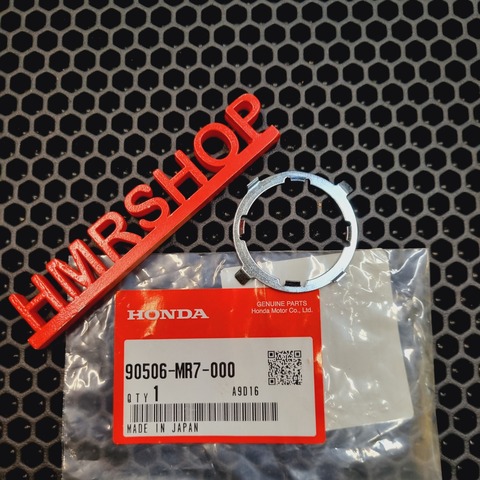 HMRSHOP
HONDA
GENUINE PARTS
Honda Motor Co., Ltd.
90506-MR7-000
QTY 1
A9D16
MADE IN JAPAN